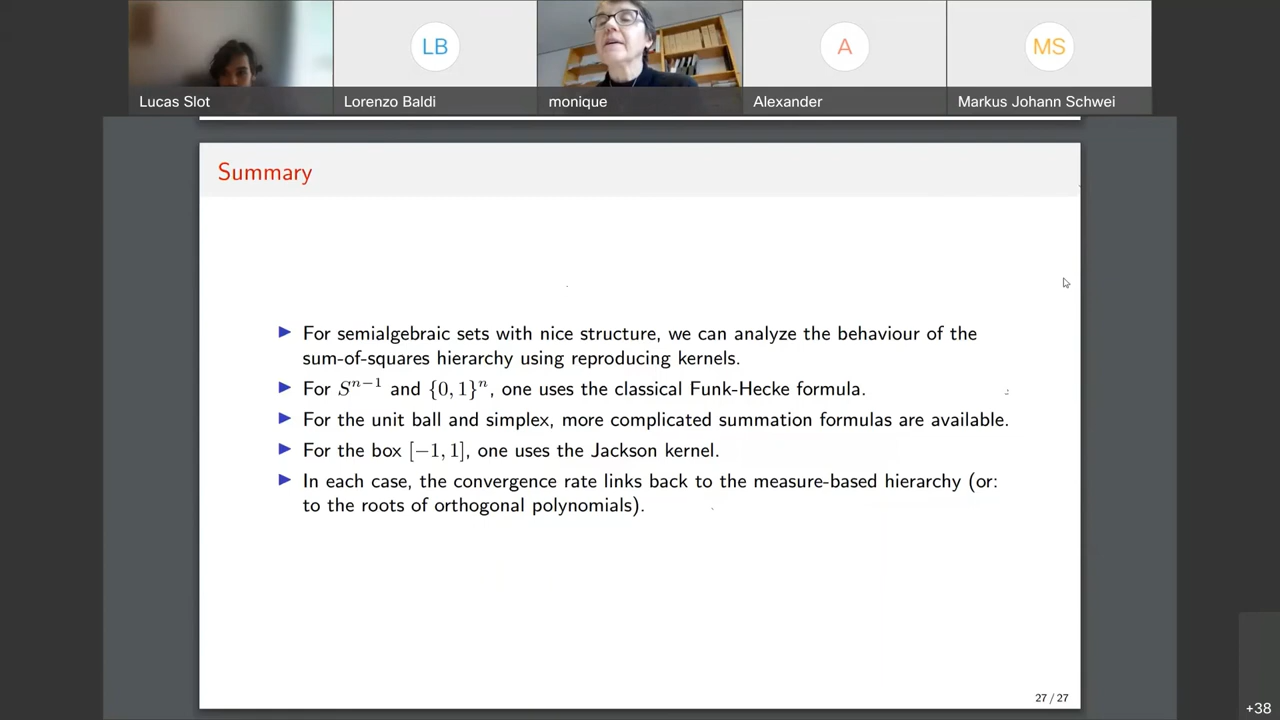 LB
A
MS
Lucas Slot
Lorenzo Baldi
monique
Alexander
Markus Johann Schwei
Summary
▶ For semialgebraic sets with nice structure, we can analyze the behaviour of the
sum-of-squares hierarchy using reproducing kernels.
▶ For $S^{n-1}$ and $\{0, 1\}^n$, one uses the classical Funk-Hecke formula.
▶ For the unit ball and simplex, more complicated summation formulas are available.
▶ For the box [−1, 1], one uses the Jackson kernel.
▶ In each case, the convergence rate links back to the measure-based hierarchy (or:
to the roots of orthogonal polynomials).
27 / 27
+38